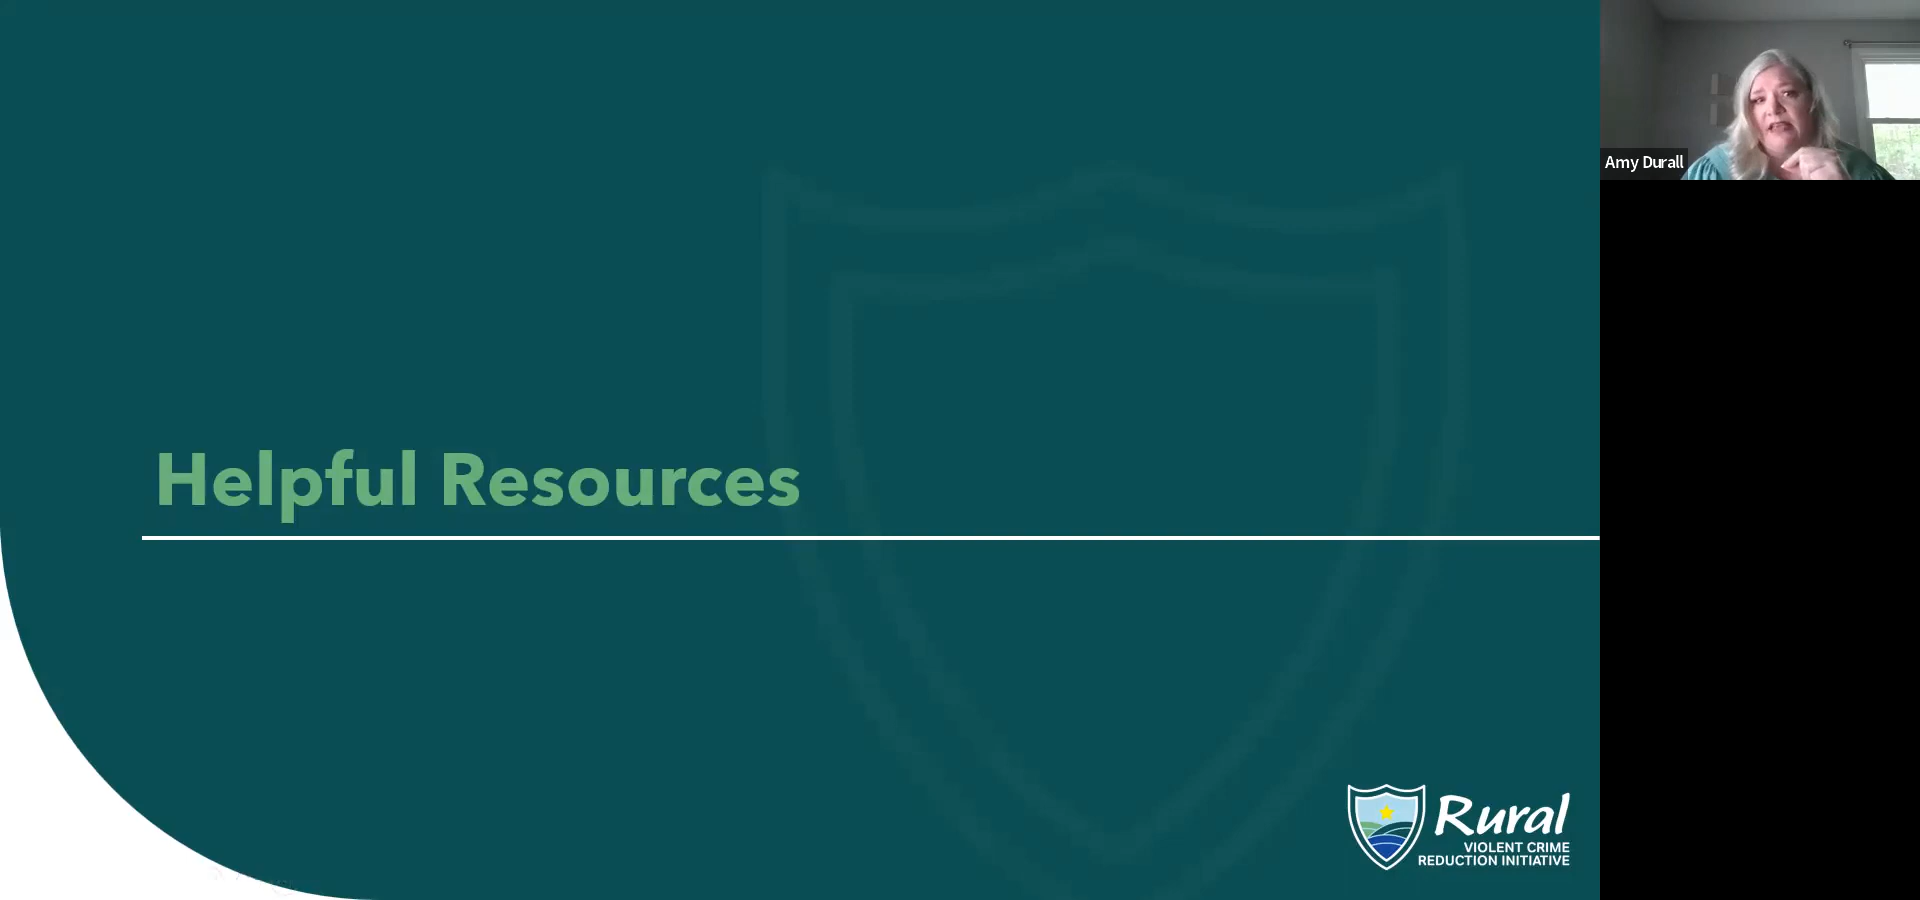 Helpful Resources
Amy Durall
Rural
VIOLENT CRIME
REDUCTION INITIATIVE